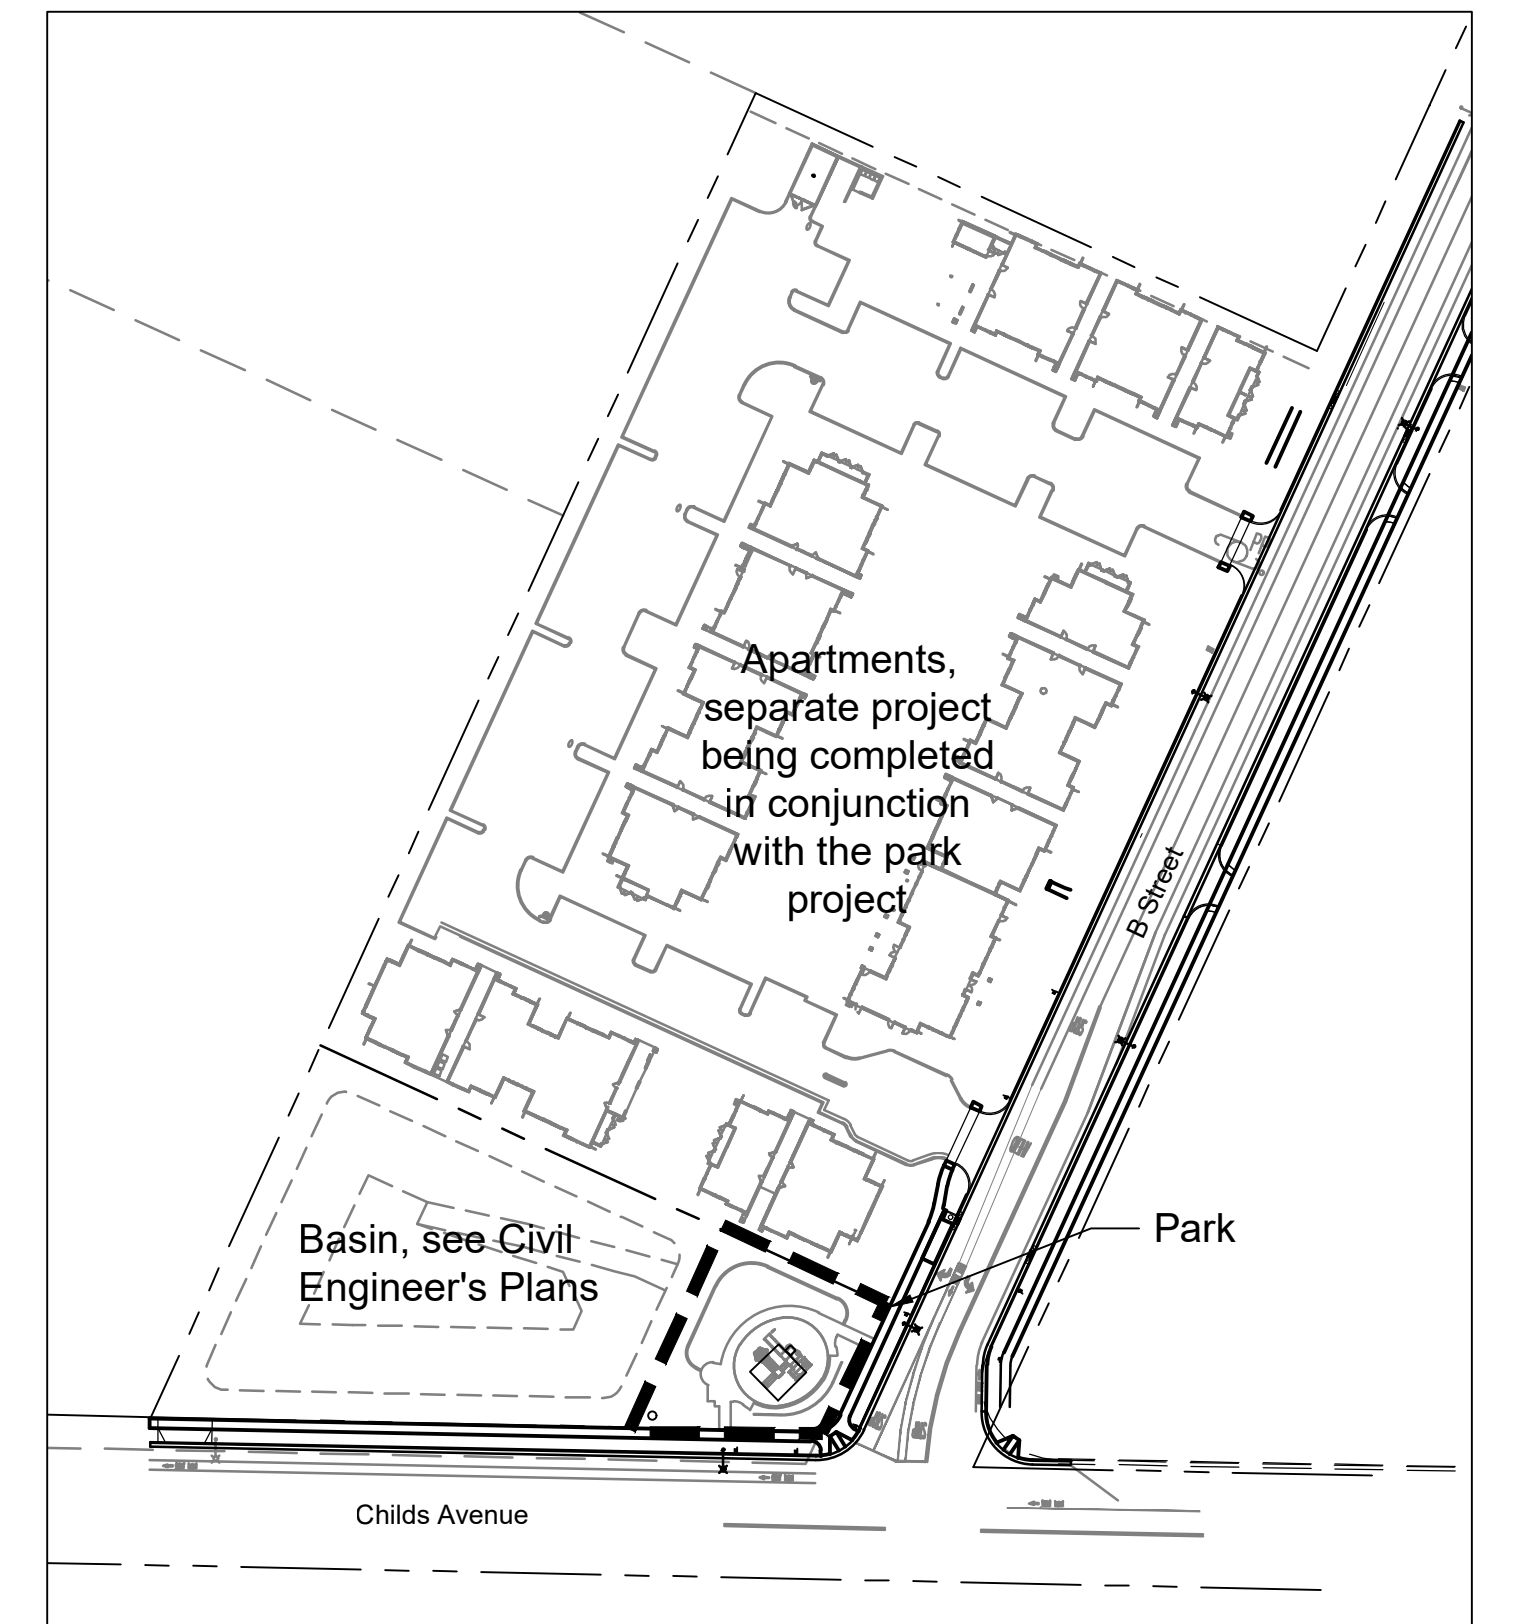 Apartments,
separate project
being completed
in conjunction
with the park
project
B Street
Park
Basin, see Civil
Engineer's Plans
Childs Avenue